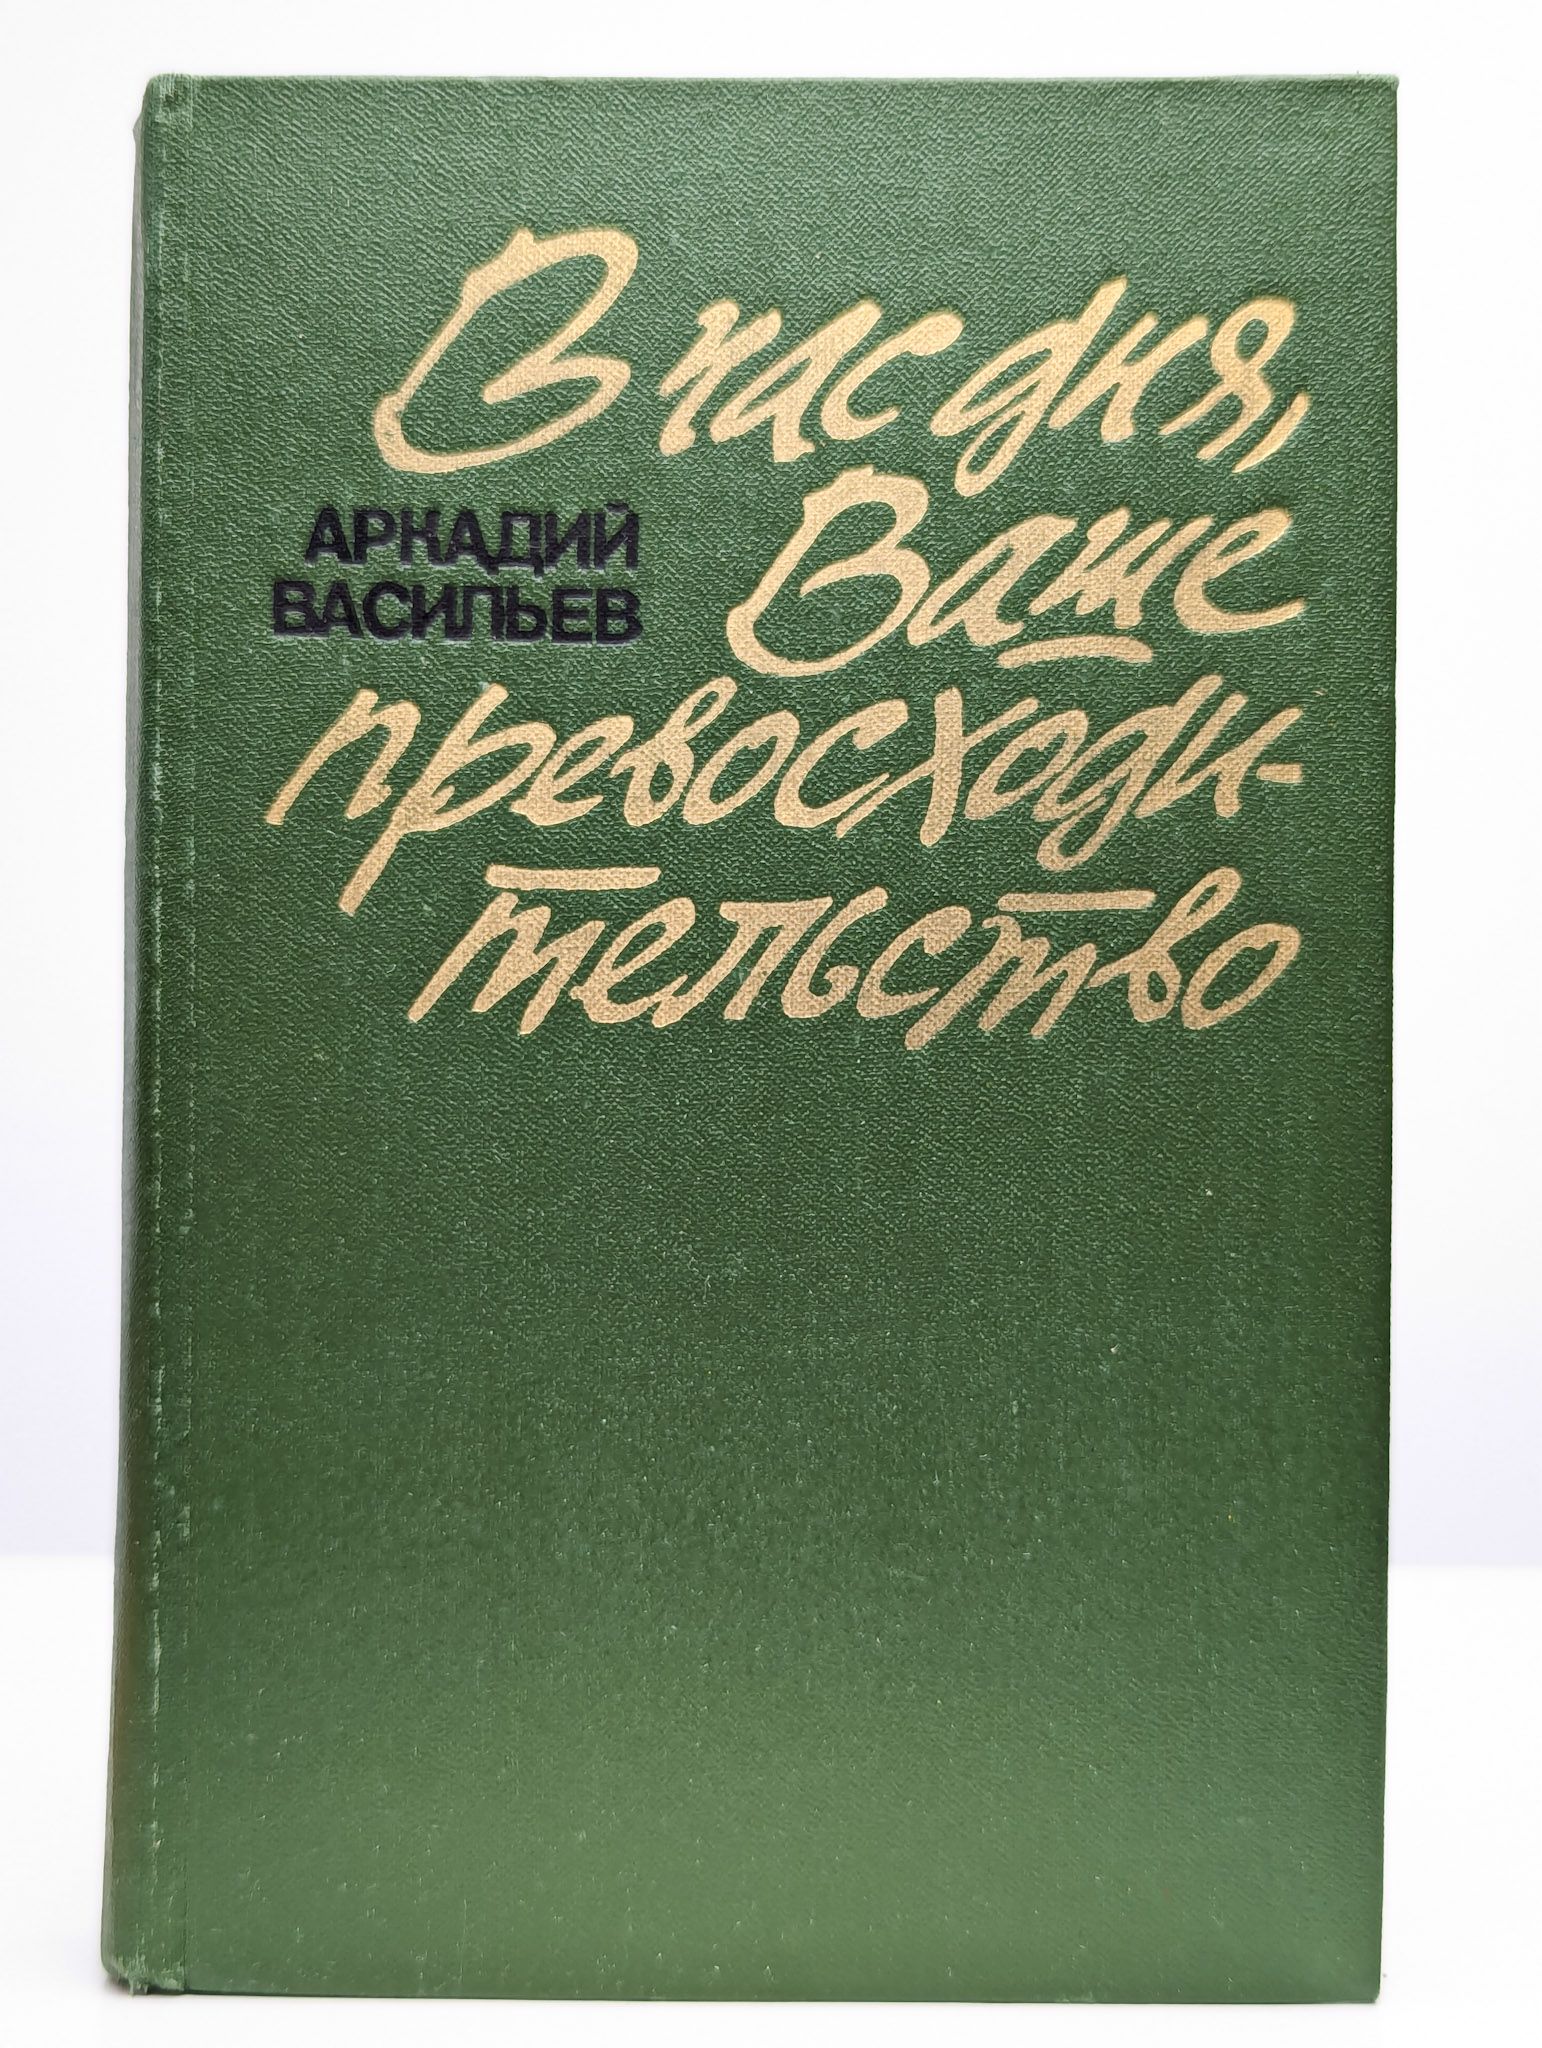 В час дня,
АРКАДИЙ
ВАСИЛЬЕВ
Ваше
превосходи-
тельство